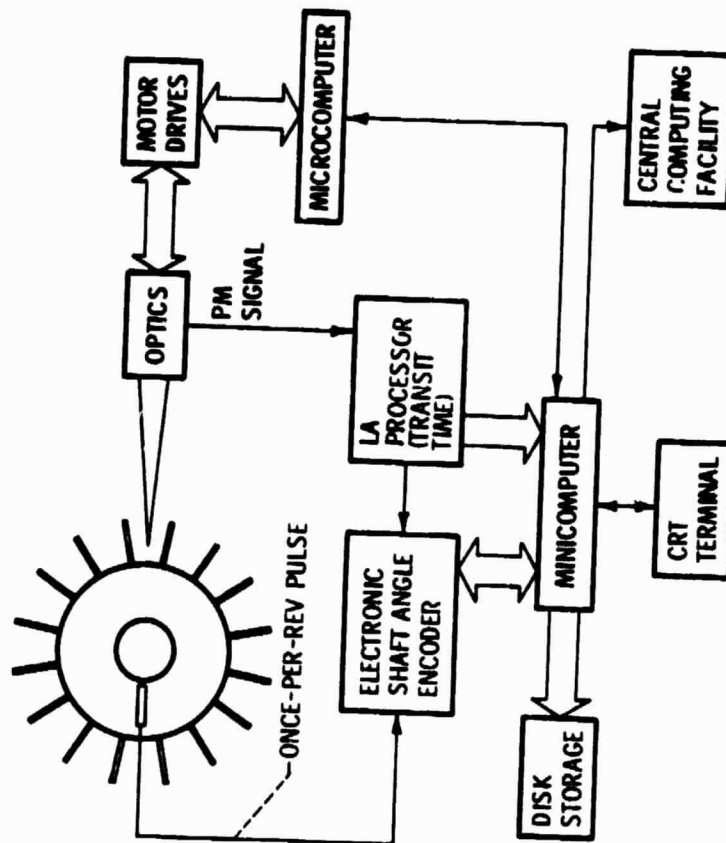 OPTICS
MOTOR
DRIVES
PM
SIGNAL
MICROCOMPUTER
ONCE-PER-REV PULSE
ELECTRONIC
SHAFT ANGLE
ENCODER
LA
PROCESSOR
(TRANSIT
TIME)
DISK
STORAGE
MINICOMPUTER
CRT
TERMINAL
CENTRAL
COMPUTING
FACILITY